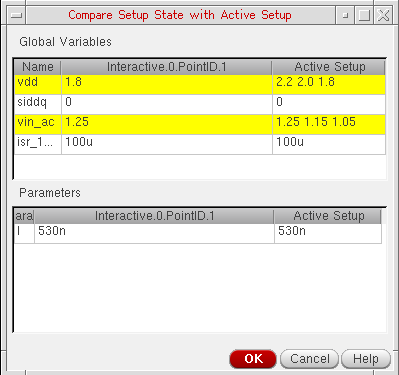 Compare Setup State with Active Setup
Global Variables
Name Interactive.0.PointID.1 Active Setup
vdd 1.8 2.2 2.0 1.8
siddq 0 0
vin_ac 1.25 1.25 1.15 1.05
isr_1... 100u 100u
Parameters
ara Interactive.0.PointID.1 Active Setup
l 530n 530n
OK Cancel Help